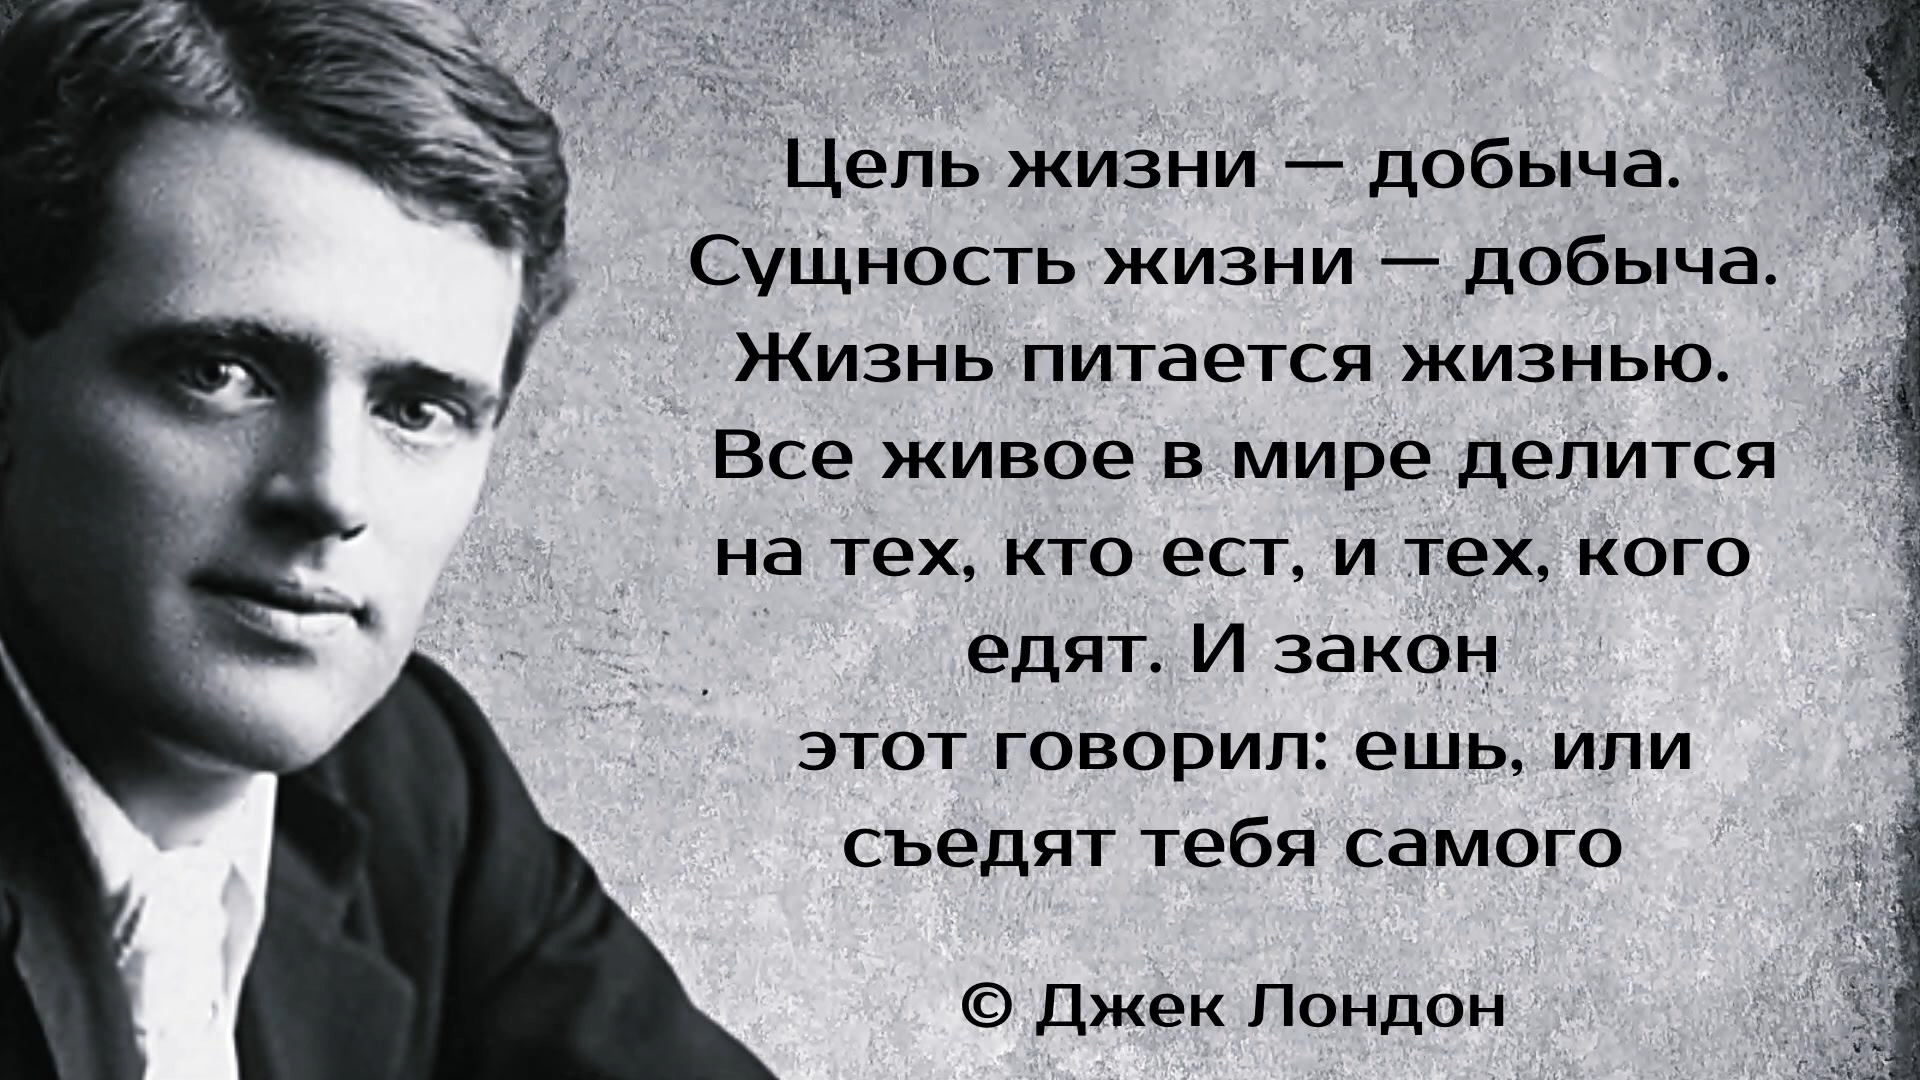 Цель жизни — добыча.
Сущность жизни — добыча.
Жизнь питается жизнью.
Все живое в мире делится
на тех, кто ест, и тех, кого
едят. И закон
этот говорил: ешь, или
съедят тебя самого
© Джек Лондон